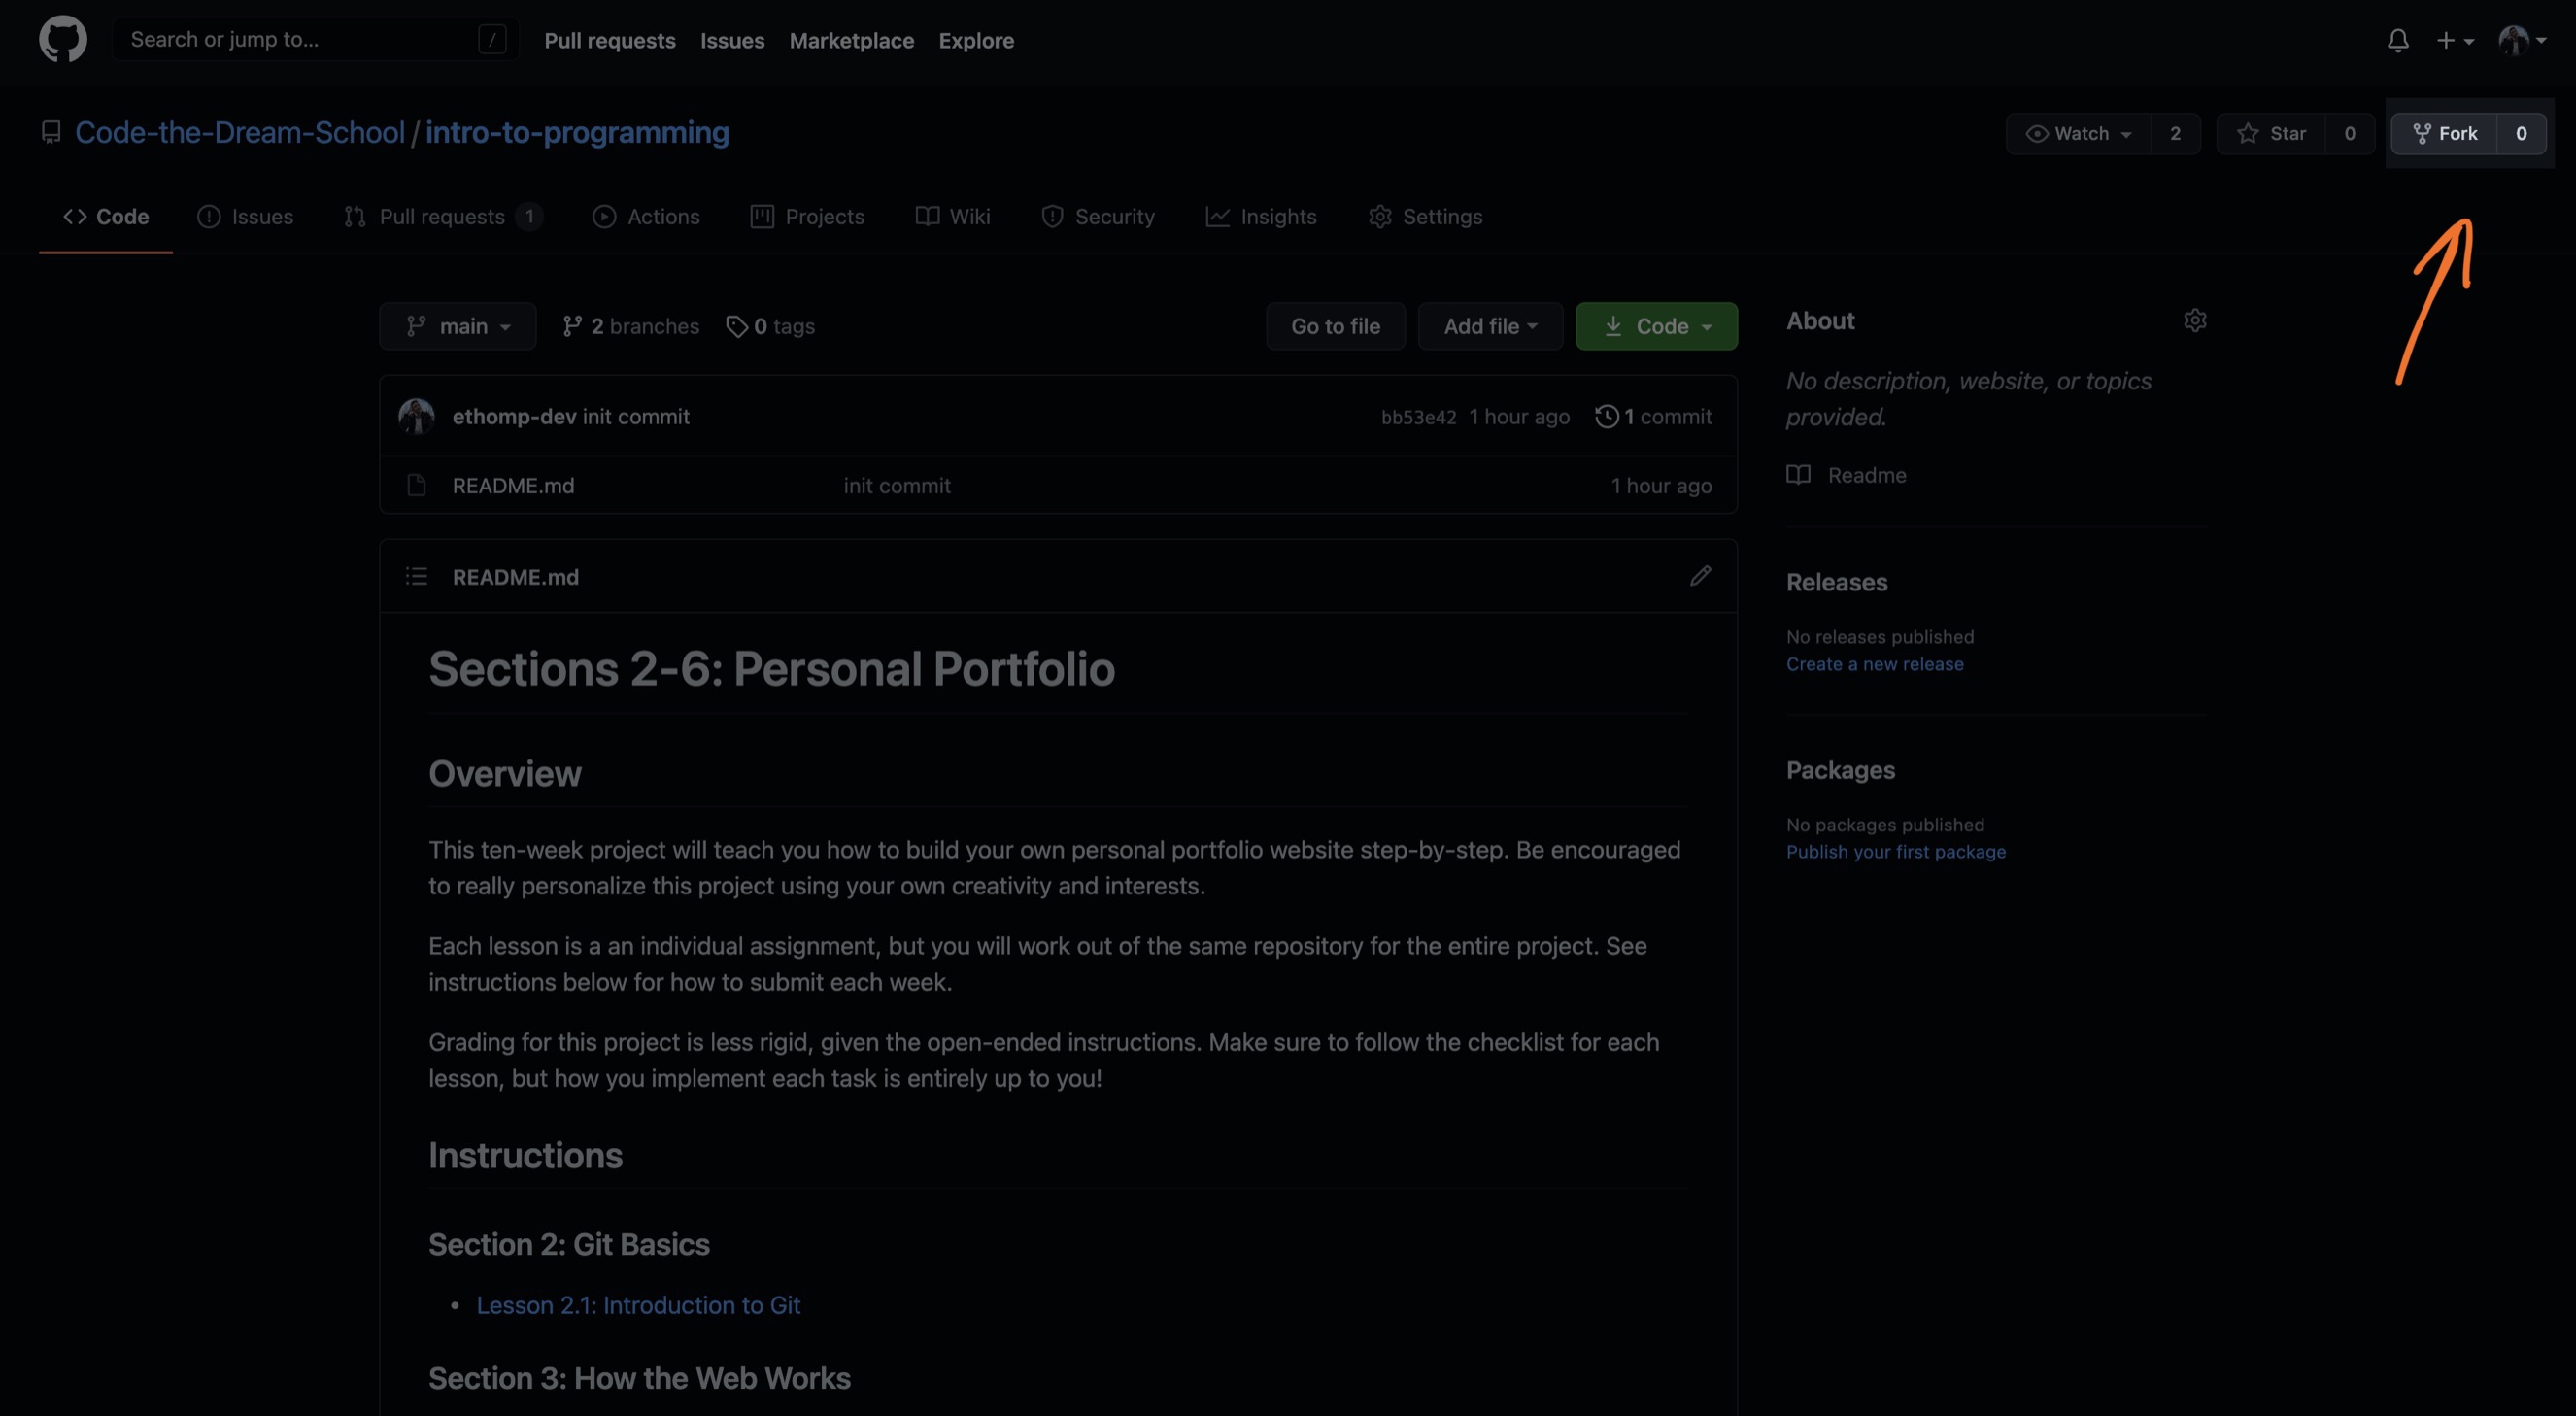 Search or jump to... / Pull requests Issues Marketplace Explore
Code-the-Dream-School / intro-to-programming Watch 2 Star 0 Fork 0
Code Issues Pull requests 1 Actions Projects Wiki Security Insights Settings
main 2 branches 0 tags Go to file Add file Code
ethomp-dev init commit bb53e42 1 hour ago 1 commit
README.md init commit 1 hour ago
README.md
Sections 2-6: Personal Portfolio
Overview
This ten-week project will teach you how to build your own personal portfolio website step-by-step. Be encouraged
to really personalize this project using your own creativity and interests.
Each lesson is a an individual assignment, but you will work out of the same repository for the entire project. See
instructions below for how to submit each week.
Grading for this project is less rigid, given the open-ended instructions. Make sure to follow the checklist for each
lesson, but how you implement each task is entirely up to you!
Instructions
Section 2: Git Basics
• Lesson 2.1: Introduction to Git
Section 3: How the Web Works
About
No description, website, or topics
provided.
Readme
Releases
No releases published
Create a new release
Packages
No packages published
Publish your first package